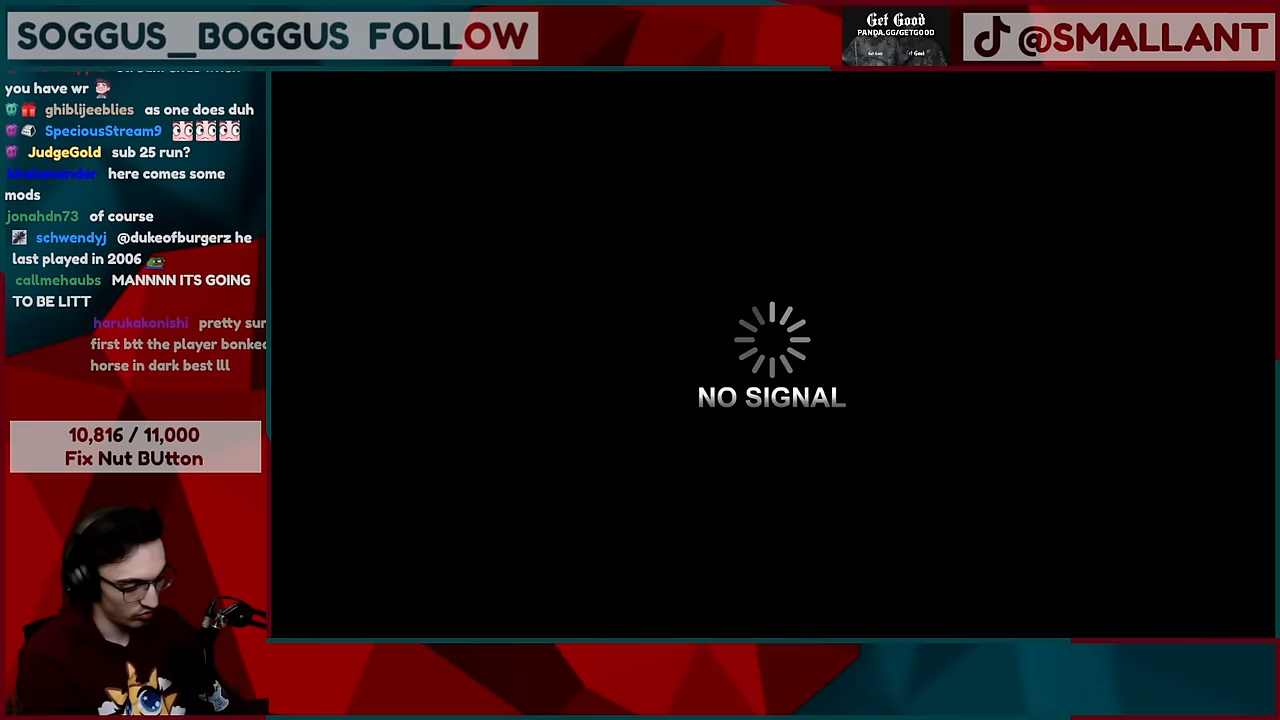 SOGGUS_BOGGUS FOLLOW
Get Good
PANDA.GG/GETGOOD
@SMALLANT
you have wr
ghiblijeeblies as one does duh
SpeciousStream9
JudgeGold sub 25 run?
here comes some
mods
jonahdn73 of course
schwendyj @dukeofburgerz he
last played in 2006
callmehaubs MANNNN ITS GOING
TO BE LITT
harukakonishi pretty sur
first btt the player bonked
horse in dark best lll
NO SIGNAL
10,816 / 11,000
Fix Nut BUtton